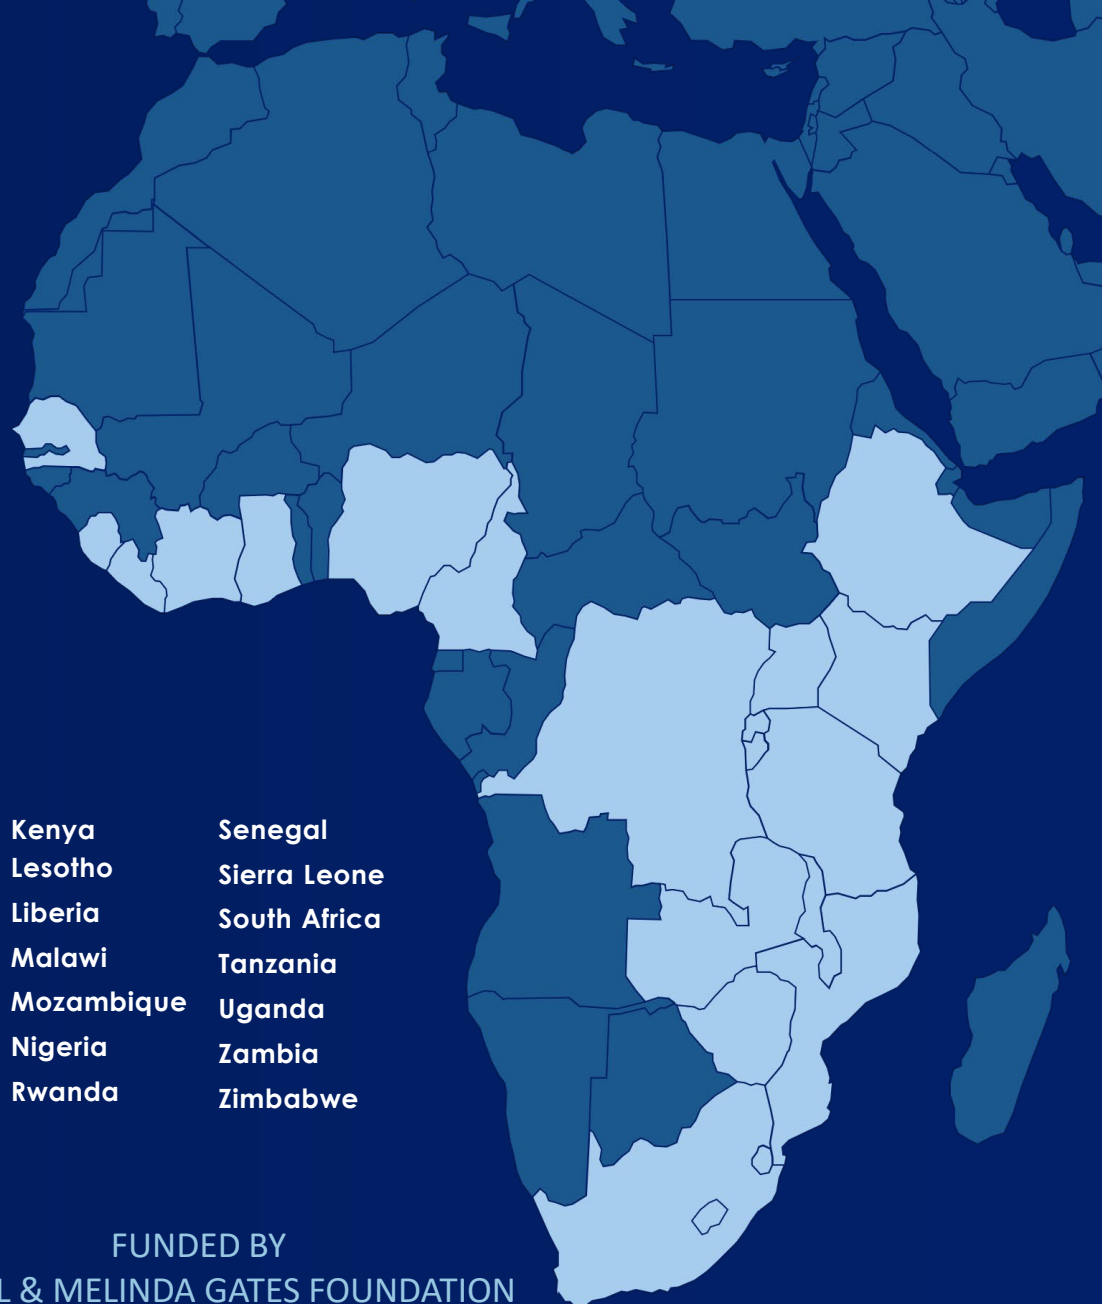 Kenya
Lesotho
Liberia
Malawi
Mozambique
Nigeria
Rwanda
Senegal
Sierra Leone
South Africa
Tanzania
Uganda
Zambia
Zimbabwe
FUNDED BY
L & MELINDA GATES FOUNDATION